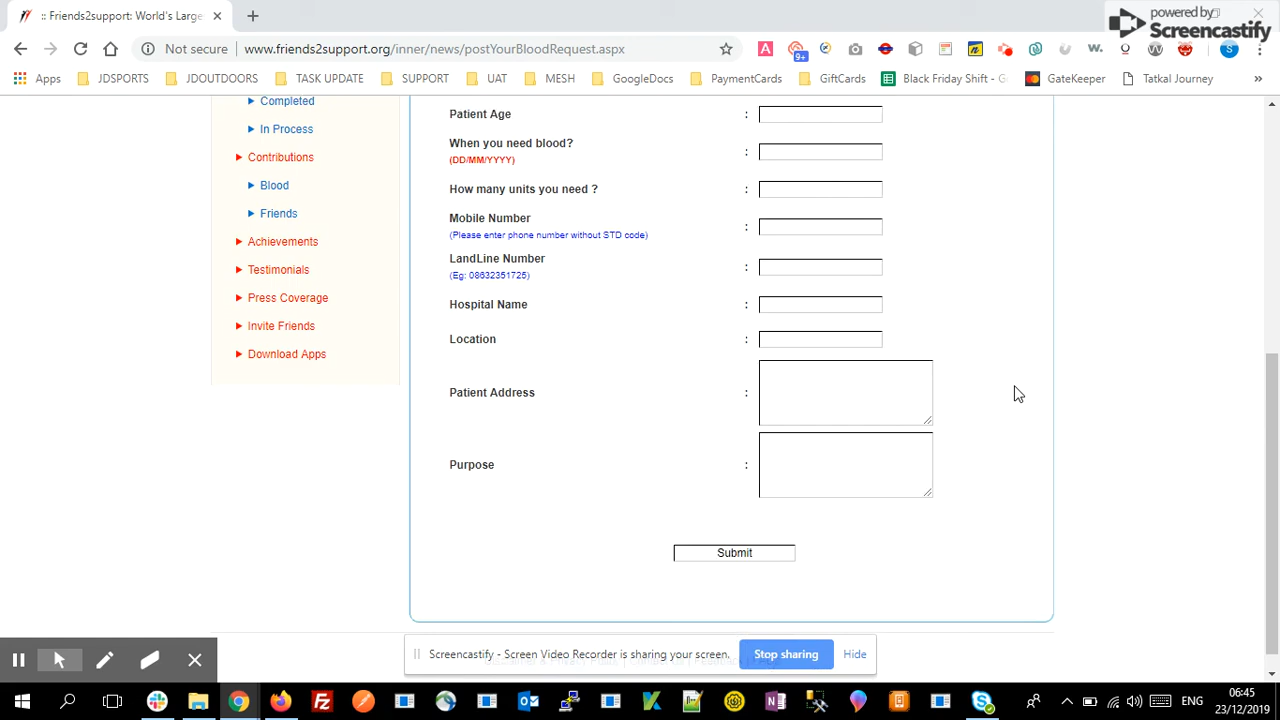 :: Friends2support: World's Large
powered by
Screencastify
Not secure
www.friends2support.org/inner/news/postYourBloodRequest.aspx
9+
S
Apps
JDSPORTS
JDOUTDOORS
TASK UPDATE
SUPPORT
UAT
MESH
GoogleDocs
PaymentCards
GiftCards
Black Friday Shift - G
GateKeeper
Tatkal Journey
»
Completed
In Process
Contributions
Blood
Friends
Achievements
Testimonials
Press Coverage
Invite Friends
Download Apps
Patient Age :
When you need blood?
(DD/MM/YYYY) :
How many units you need ? :
Mobile Number
(Please enter phone number without STD code) :
LandLine Number
(Eg: 08632351725) :
Hospital Name :
Location :
Patient Address :
Purpose :
Submit
Screencastify - Screen Video Recorder is sharing your screen.
Stop sharing
Hide
ENG
06:45
23/12/2019